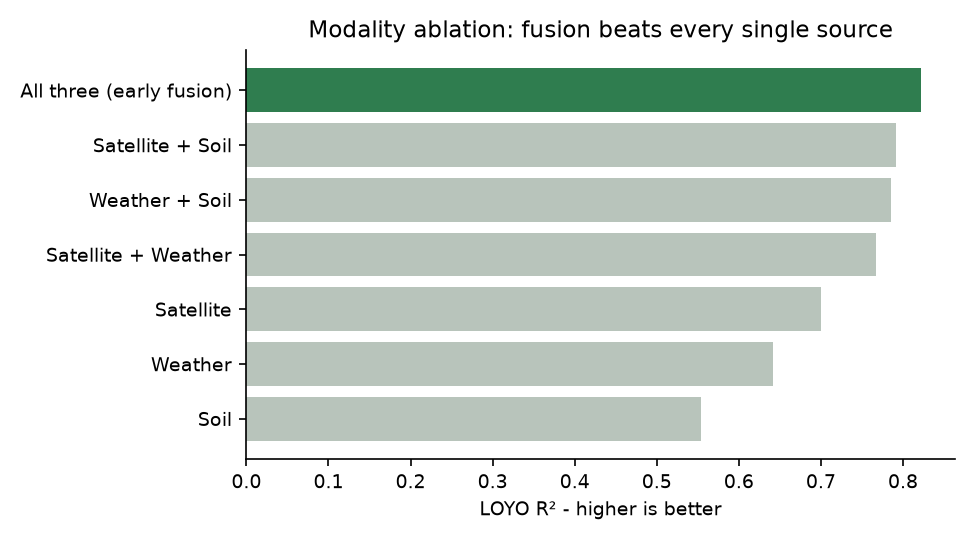 Modality ablation: fusion beats every single source
All three (early fusion)
Satellite + Soil
Weather + Soil
Satellite + Weather
Satellite
Weather
Soil
0.0 0.1 0.2 0.3 0.4 0.5 0.6 0.7 0.8
LOYO R² - higher is better